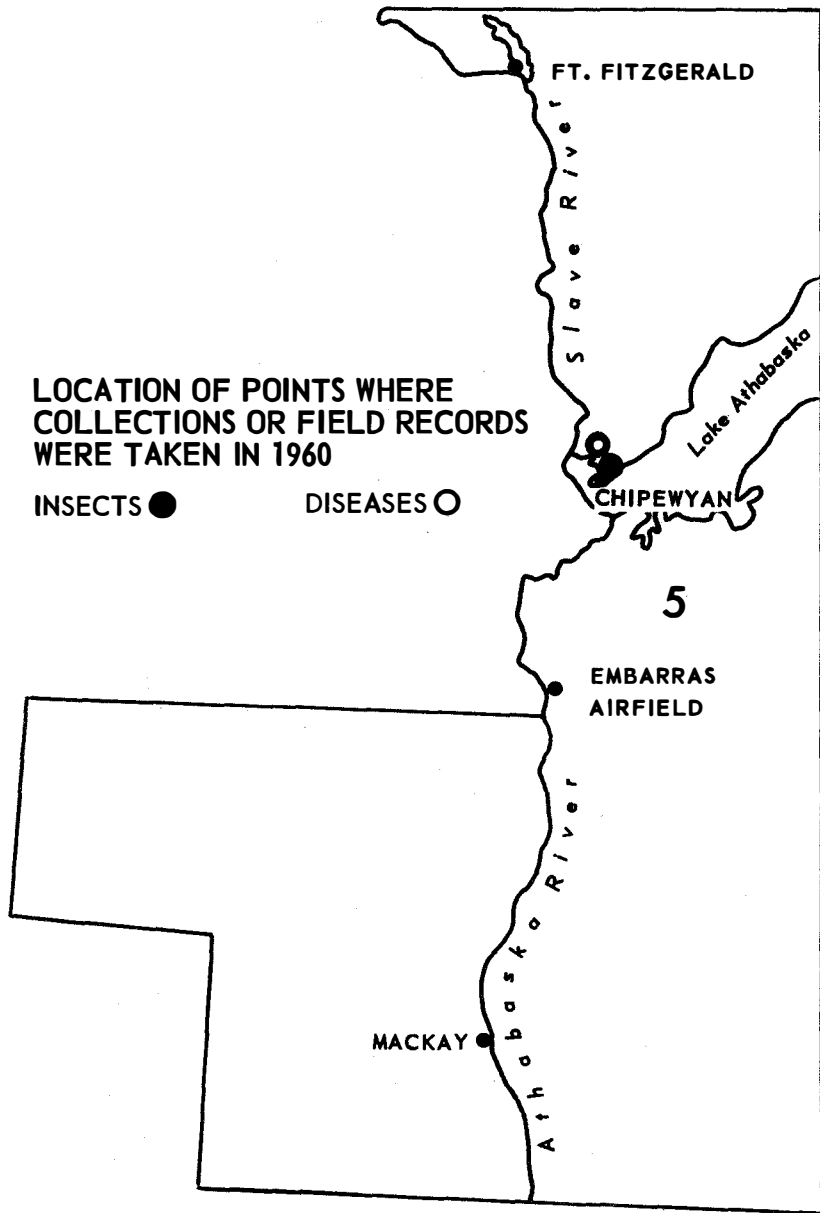 FT. FITZGERALD
Slave River
Lake Athabaska
LOCATION OF POINTS WHERE
COLLECTIONS OR FIELD RECORDS
WERE TAKEN IN 1960
INSECTS
DISEASES
CHIPEWYAN
5
EMBARRAS
AIRFIELD
Athabaska River
MACKAY